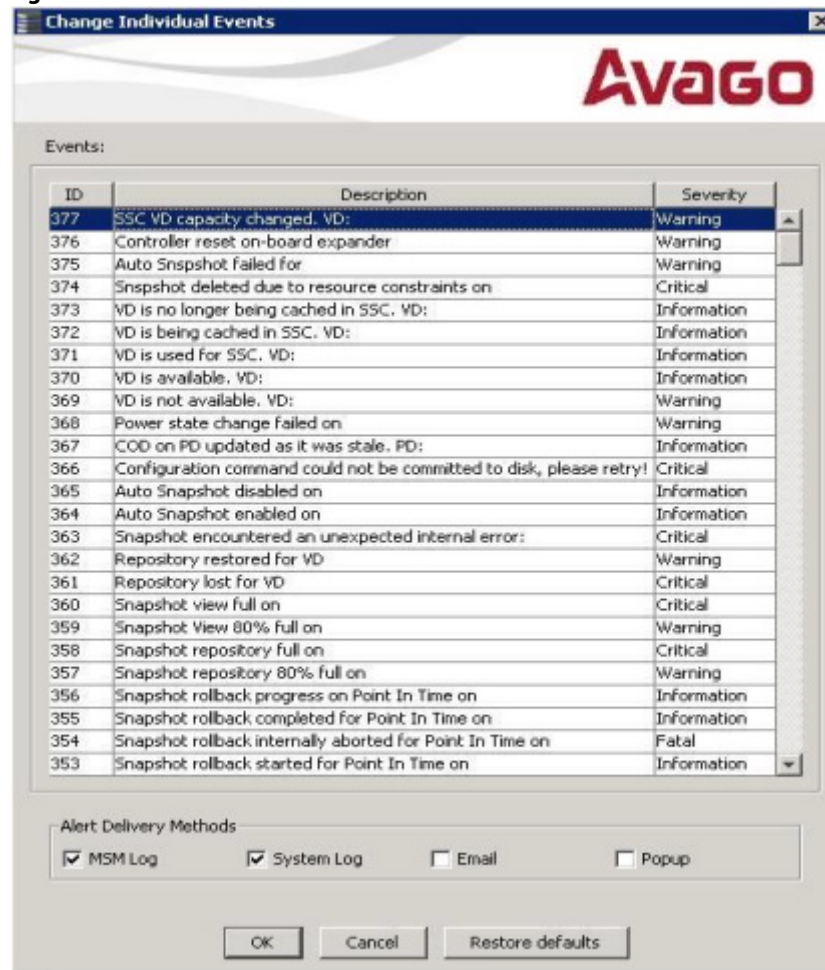 Change Individual Events
AVAGO
Events:
ID Description Severity
377 SSC VD capacity changed. VD: Warning
376 Controller reset on-board expander Warning
375 Auto Snspshot failed for Warning
374 Snspshot deleted due to resource constraints on Critical
373 VD is no longer being cached in SSC. VD: Information
372 VD is being cached in SSC. VD: Information
371 VD is used for SSC. VD: Information
370 VD is available. VD: Information
369 VD is not available. VD: Warning
368 Power state change failed on Warning
367 COD on PD updated as it was stale. PD: Information
366 Configuration command could not be committed to disk, please retry! Critical
365 Auto Snapshot disabled on Information
364 Auto Snapshot enabled on Information
363 Snapshot encountered an unexpected internal error: Critical
362 Repository restored for VD Warning
361 Repository lost for VD Critical
360 Snapshot view full on Critical
359 Snapshot View 80% full on Warning
358 Snapshot repository full on Critical
357 Snapshot repository 80% full on Warning
356 Snapshot rollback progress on Point In Time on Information
355 Snapshot rollback completed for Point In Time on Information
354 Snapshot rollback internally aborted for Point In Time on Fatal
353 Snapshot rollback started for Point In Time on Information
Alert Delivery Methods
MSM Log System Log Email Popup
OK Cancel Restore defaults